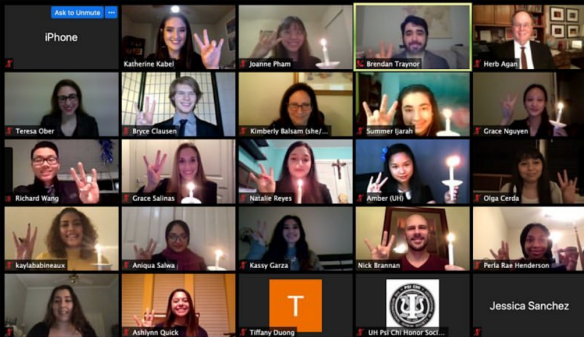 Ask to Unmute ...
iPhone
Katherine Kabel
Joanne Pham
Brendan Traynor
Herb Agan
Teresa Ober
Bryce Clausen
Kimberly Balsam (she/...
Summer Ijarah
Grace Nguyen
Richard Wang
Grace Salinas
Natalie Reyes
Amber (UH)
Olga Cerda
kaylababineaux
Aniqua Salwa
Kassy Garza
Nick Brannan
Perla Rae Henderson
Ashlynn Quick
T
Tiffany Duong
PSI CHI
UH Psi Chi Honor Soci...
Jessica Sanchez